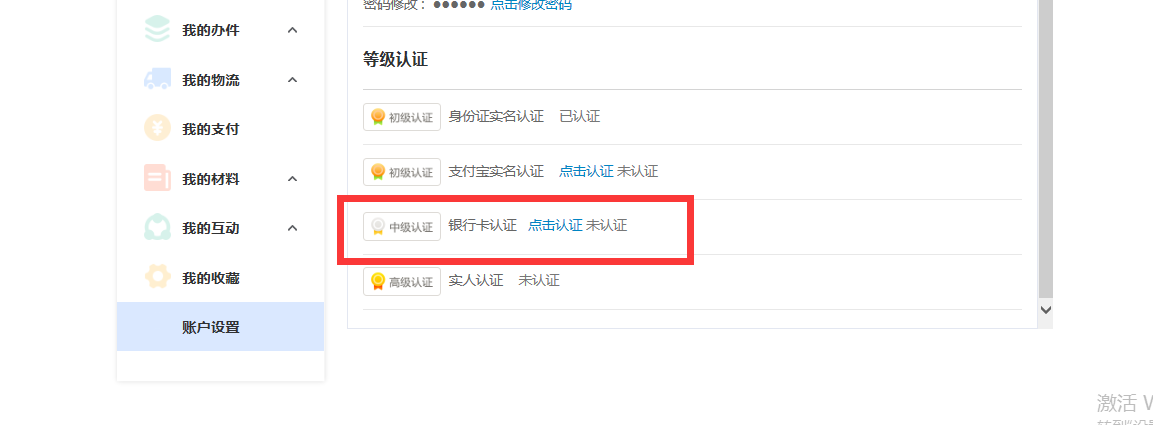 密码修改：●●●●●● 点击修改密码
我的办件
我的物流
我的支付
我的材料
我的互动
我的收藏
账户设置
等级认证
初级认证 身份证实名认证 已认证
初级认证 支付宝实名认证 点击认证 未认证
中级认证 银行卡认证 点击认证 未认证
高级认证 实人认证 未认证
激活 W
转到"设